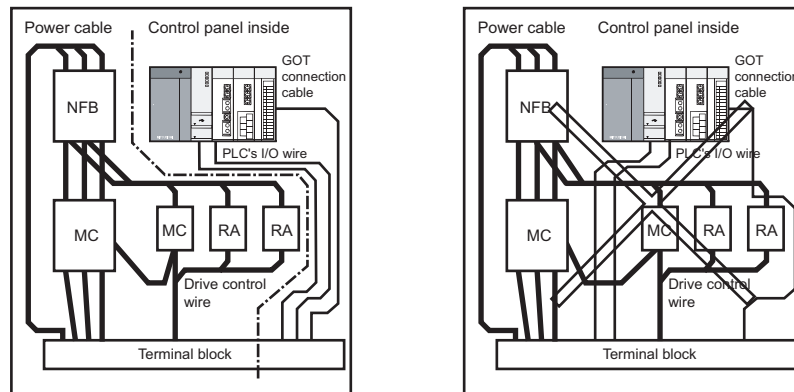 Power cable
Control panel inside
GOT
connection
cable
NFB
PLC's I/O wire
MC
MC
RA
RA
Drive control
wire
Terminal block
Power cable
Control panel inside
GOT
connection
cable
NFB
PLC's I/O wire
MC
MC
RA
RA
Drive control
wire
Terminal block